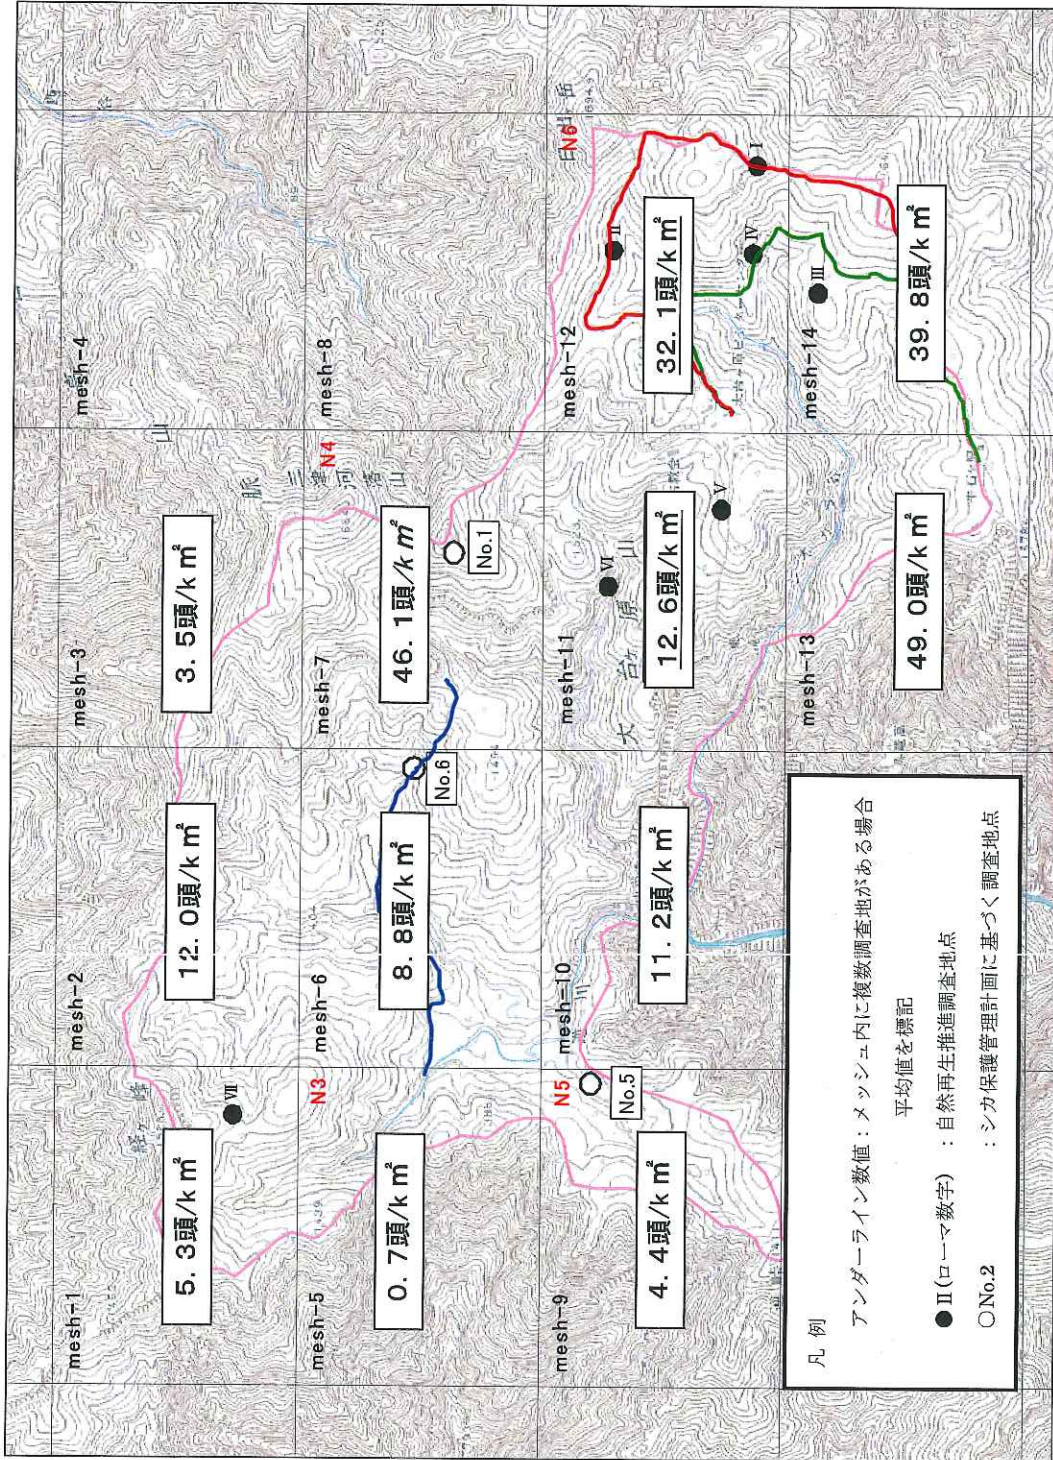 mesh-1
5. 3頭/k㎡
Ⅶ
mesh-2
12. 0頭/k㎡
mesh-3
3. 5頭/k㎡
mesh-4
mesh-5
0. 7頭/k㎡
N3
mesh-6
8. 8頭/k㎡
No.6
mesh-7
46. 1頭/k㎡
No.1
N4
mesh-8
mesh-9
4. 4頭/k㎡
N5
No.5
mesh-10
11. 2頭/k㎡
mesh-11
12. 6頭/k㎡
Ⅵ
Ⅴ
大台ヶ原山
mesh-12
32. 1頭/k㎡
N6
Ⅱ
Ⅰ
Ⅳ
mesh-13
49. 0頭/k㎡
mesh-14
39. 8頭/k㎡
Ⅲ
凡 例
アンダーライン数値：メッシュ内に複数調査地がある場合
平均値を標記
●Ⅱ(ローマ数字) ：自然再生推進調査地点
○No.2 ：シカ保護管理計画に基づく調査地点